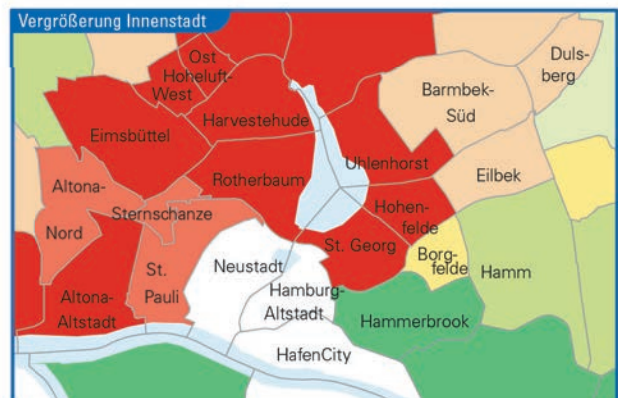 Vergrößerung Innenstadt
Ost
Hoheluft-
West
Duls-
berg
Barmbek-
Süd
Eimsbüttel
Harvestehude
Uhlenhorst
Eilbek
Altona-
Nord
Rotherbaum
Sternschanze
Hohen-
felde
St. Georg
Borg-
felde
Hamm
St.
Pauli
Neustadt
Altona-
Altstadt
Hamburg-
Altstadt
Hammerbrook
HafenCity